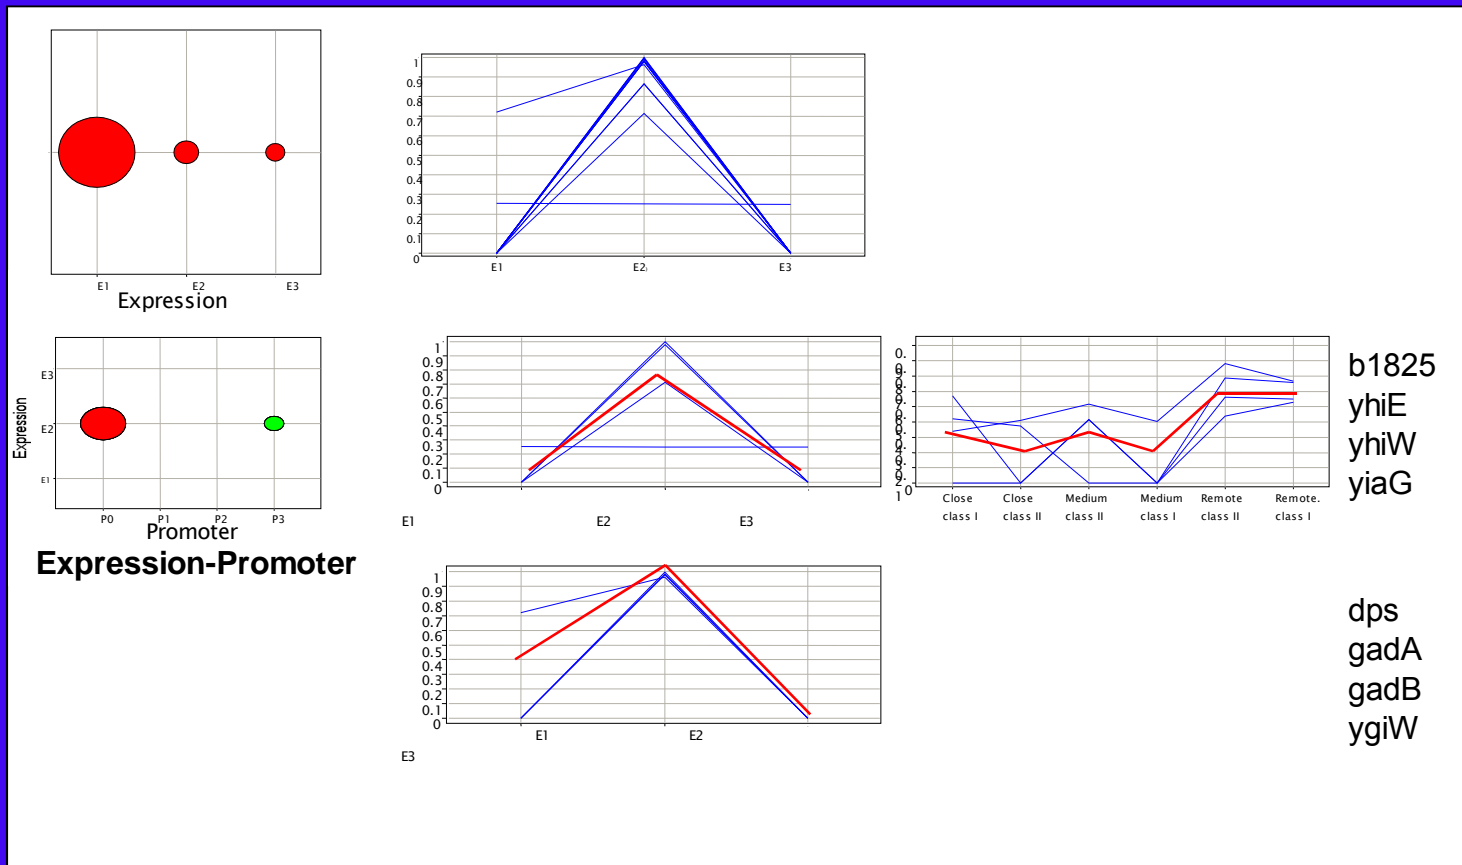 E1 E2 E3
Expression
1
0.9
0.8
0.7
0.6
0.5
0.4
0.3
0.2
0.1
0
E1 E2 E3
E3
E2
E1
Expression
P0 P1 P2 P3
Promoter
Expression-Promoter
1
0.9
0.8
0.7
0.6
0.5
0.4
0.3
0.2
0.1
0
E1 E2 E3
Close Close Medium Medium Remote Remote.
class I class II class II class I class II class I
b1825
yhiE
yhiW
yiaG
1
0.9
0.8
0.7
0.6
0.5
0.4
0.3
0.2
0.1
0
E1 E2
E3
dps
gadA
gadB
ygiW